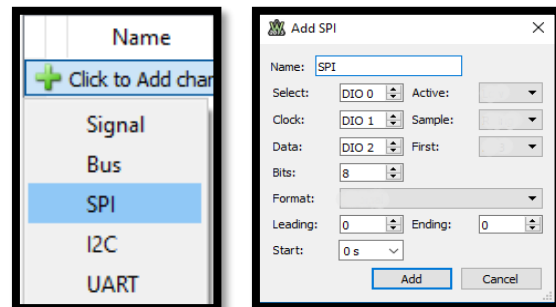 Name
Click to Add char
Signal
Bus
SPI
I2C
UART
Add SPI
Name: SPI
Select: DIO 0 Active:
Clock: DIO 1 Sample:
Data: DIO 2 First:
Bits: 8
Format:
Leading: 0 Ending: 0
Start: 0 s
Add Cancel